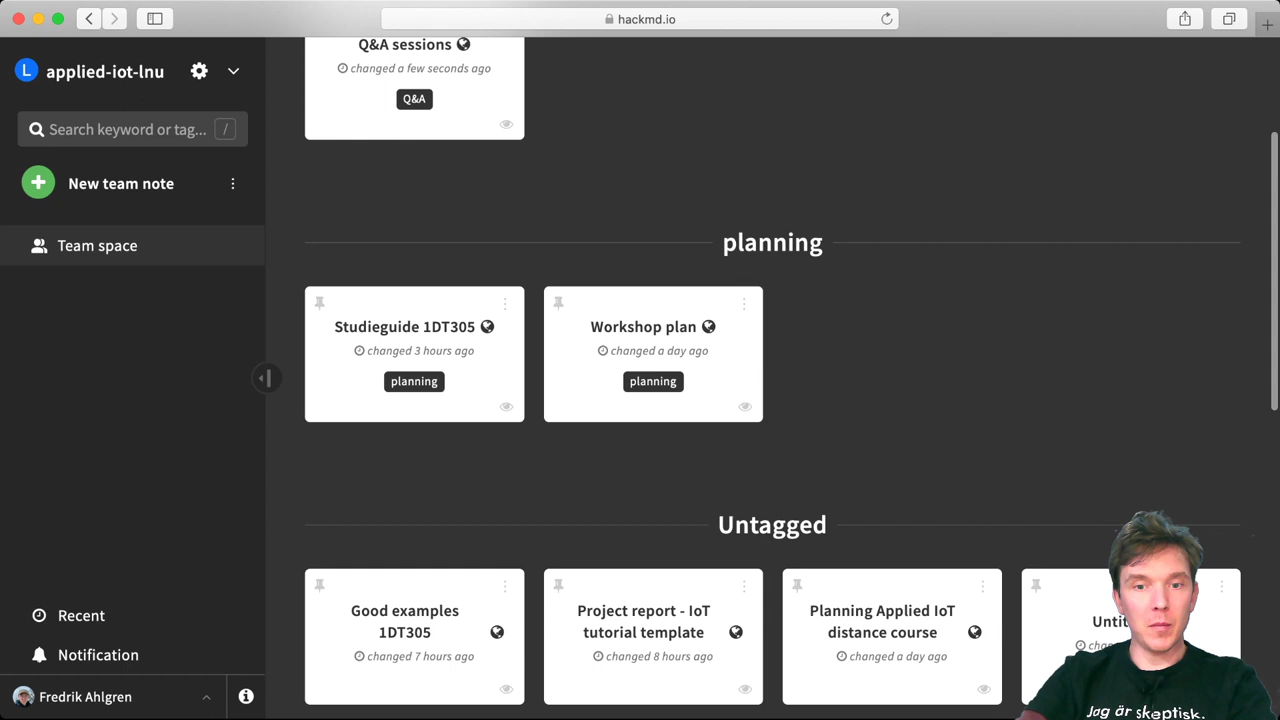 hackmd.io
L applied-iot-lnu
Search keyword or tag... /
New team note
Team space
Recent
Notification
Fredrik Ahlgren
Q&A sessions
changed a few seconds ago
Q&A
planning
Studieguide 1DT305
changed 3 hours ago
planning
Workshop plan
changed a day ago
planning
Untagged
Good examples
1DT305
changed 7 hours ago
Project report - IoT
tutorial template
changed 8 hours ago
Planning Applied IoT
distance course
changed a day ago
Jag är skeptisk.